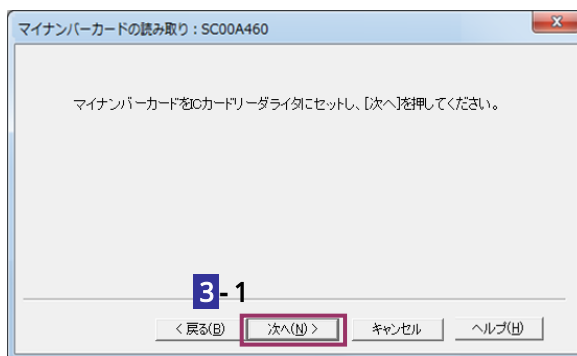 マイナンバーカードの読み取り：SC00A460
マイナンバーカードをICカードリーダライタにセットし、[次へ]を押してください。
3-1
< 戻る(B)
次へ(N) >
キャンセル
ヘルプ(H)